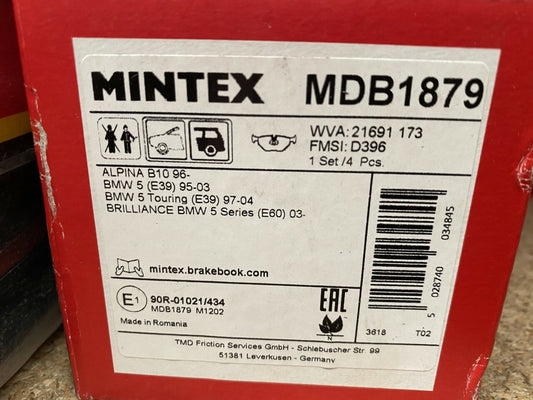 MINTEX MDB1879
WVA: 21691 173
FMSI: D396
1 Set/4 Pcs.
ALPINA B10 96-
BMW 5 (E39) 95-03
BMW 5 Touring (E39) 97-04
BRILLIANCE BMW 5 Series (E60) 03-
mintex.brakebook.com
E1
90R-01021/434
MDB1879 M1202
Made in Romania
EAC
N
5 028740 034845
3618 T02
TMD Friction Services GmbH - Schlebuscher Str. 99
51381 Leverkusen - Germany